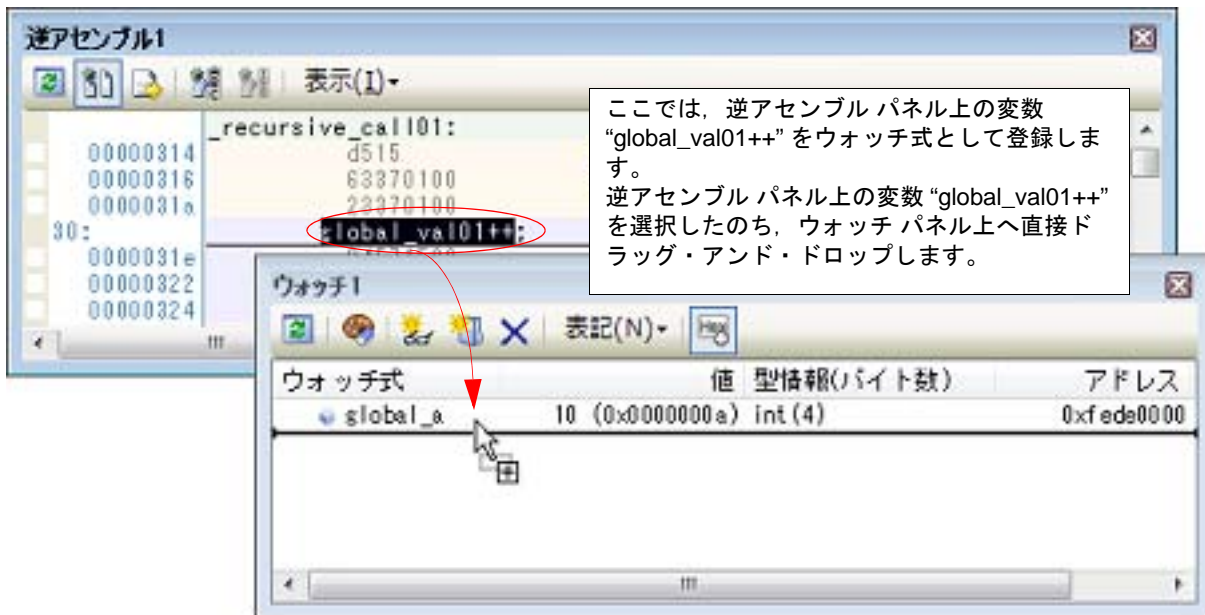 逆アセンブル1
表示(I)
_recursive_call01:
00000314 d515
00000316 63370100
0000031a 23370100
30: global_val01++;
0000031e
00000322
00000324
ここでは，逆アセンブル パネル上の変数
“global_val01++” をウォッチ式として登録しま
す。
逆アセンブル パネル上の変数 “global_val01++”
を選択したのち，ウォッチ パネル上へ直接ド
ラッグ・アンド・ドロップします。
ウォッチ1
表記(N) Hex
ウォッチ式 値 型情報(バイト数) アドレス
global_a 10 (0x0000000a) int(4) 0xfede0000